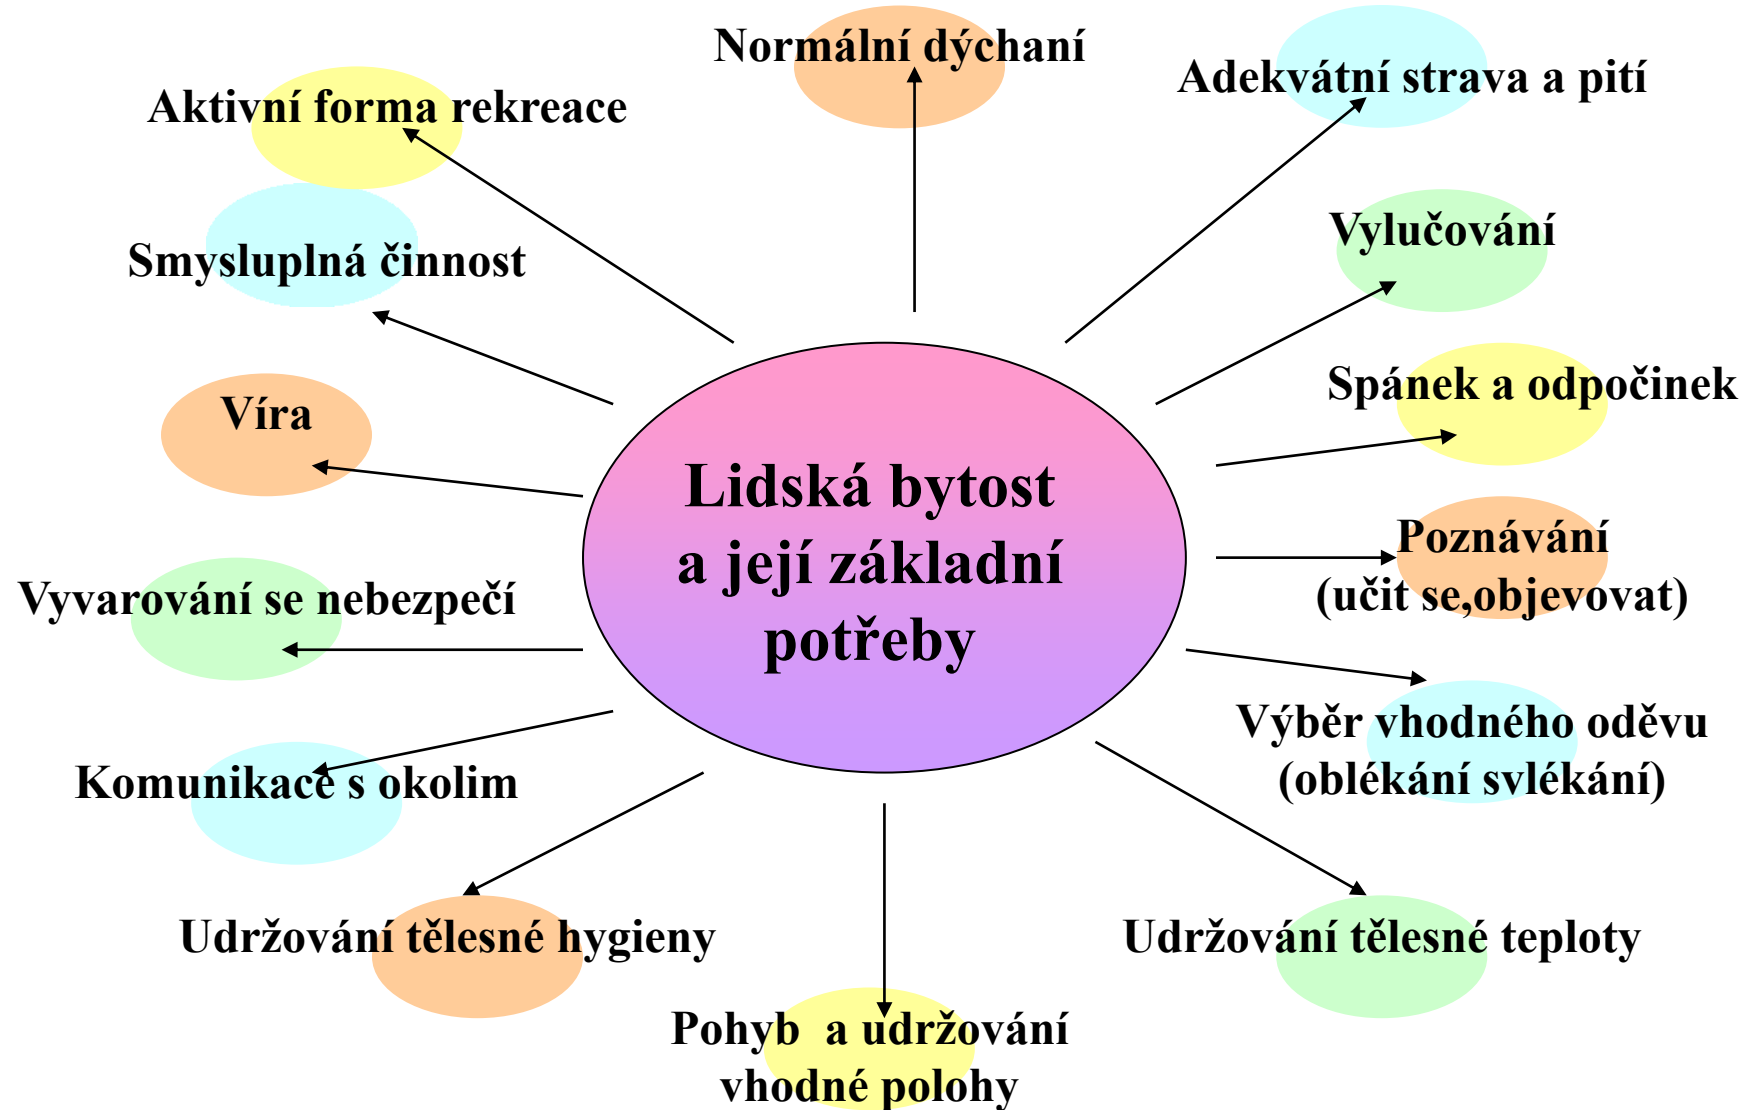 Normální dýchaní
Adekvátní strava a pití
Aktivní forma rekreace
Vylučování
Smysluplná činnost
Spánek a odpočinek
Víra
Lidská bytost
a její základní
potřeby
Poznávání
(učit se,objevovat)
Vyvarování se nebezpečí
Výběr vhodného oděvu
(oblékání svlékání)
Komunikace s okolim
Udržování tělesné hygieny
Udržování tělesné teploty
Pohyb  a udržování
vhodné polohy